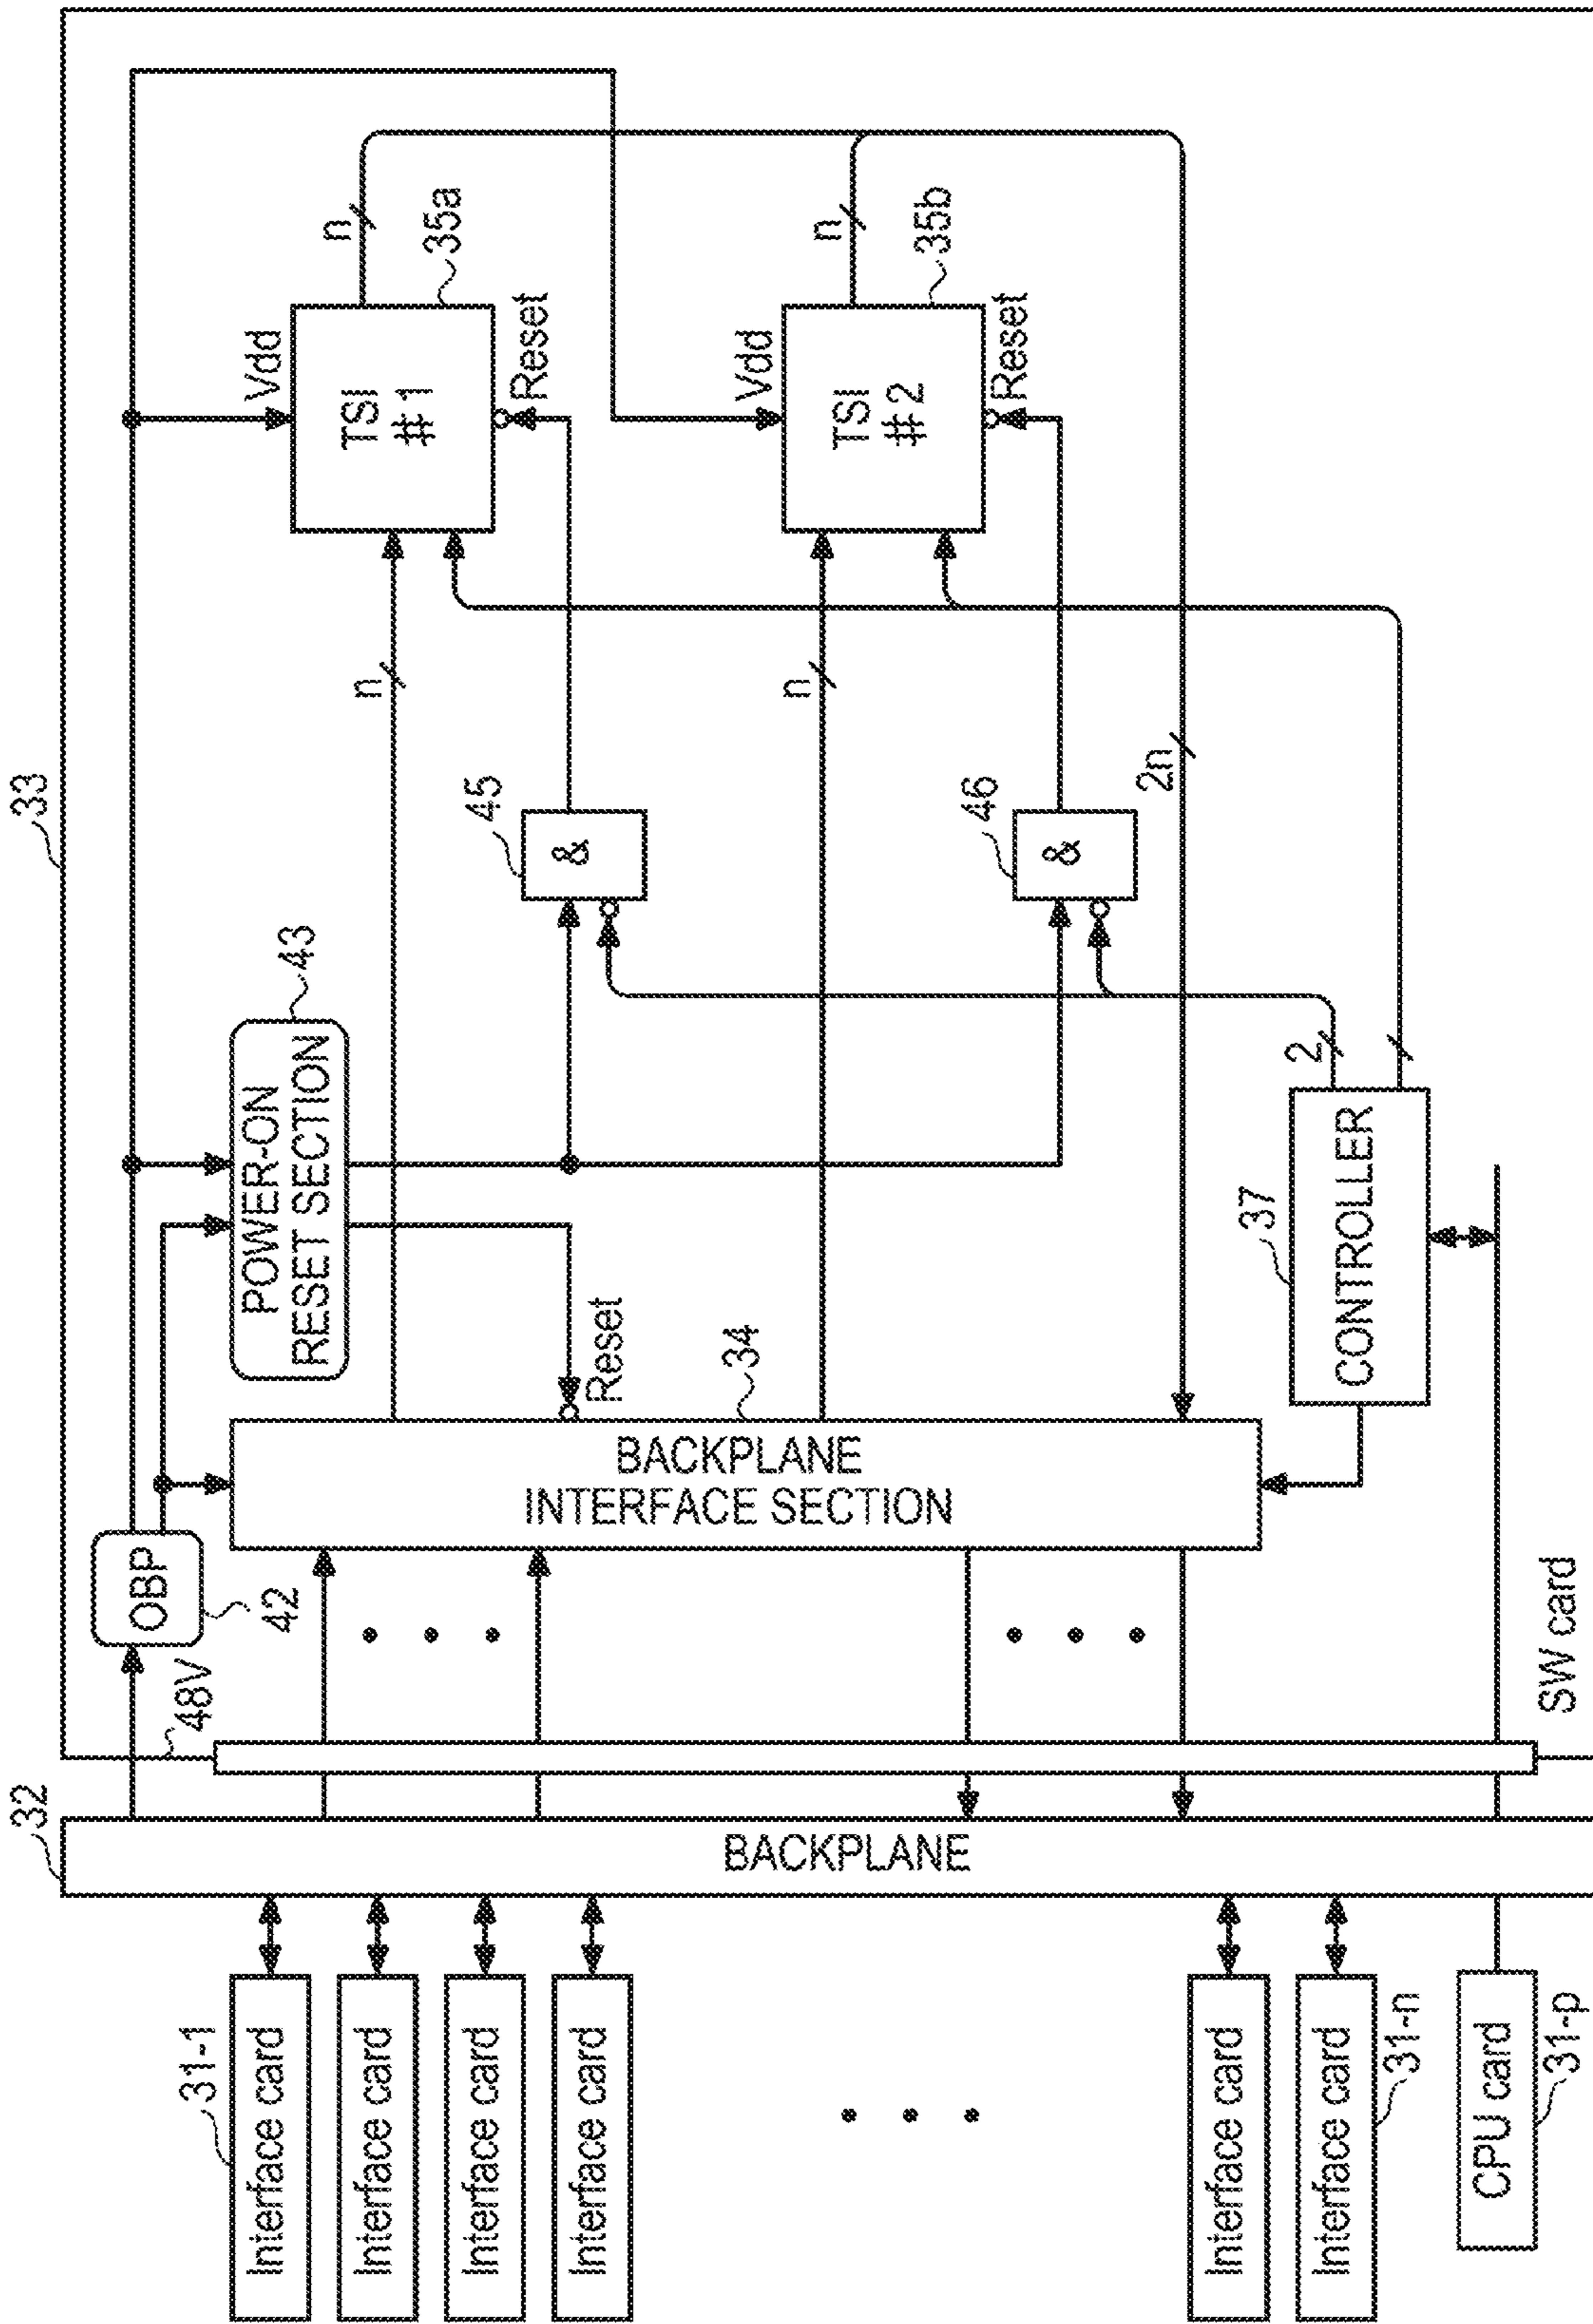 33
32
31-1
Interface card
Interface card
Interface card
Interface card
Interface card
Interface card
31-n
CPU card
31-p
BACKPLANE
48V
OBP
42
BACKPLANE
INTERFACE SECTION
34
Reset
POWER-ON
RESET SECTION
43
CONTROLLER
37
2
45
&
46
&
n
n
2n
TSI
#1
Vdd
Reset
35a
n
TSI
#2
Vdd
Reset
35b
n
SW card